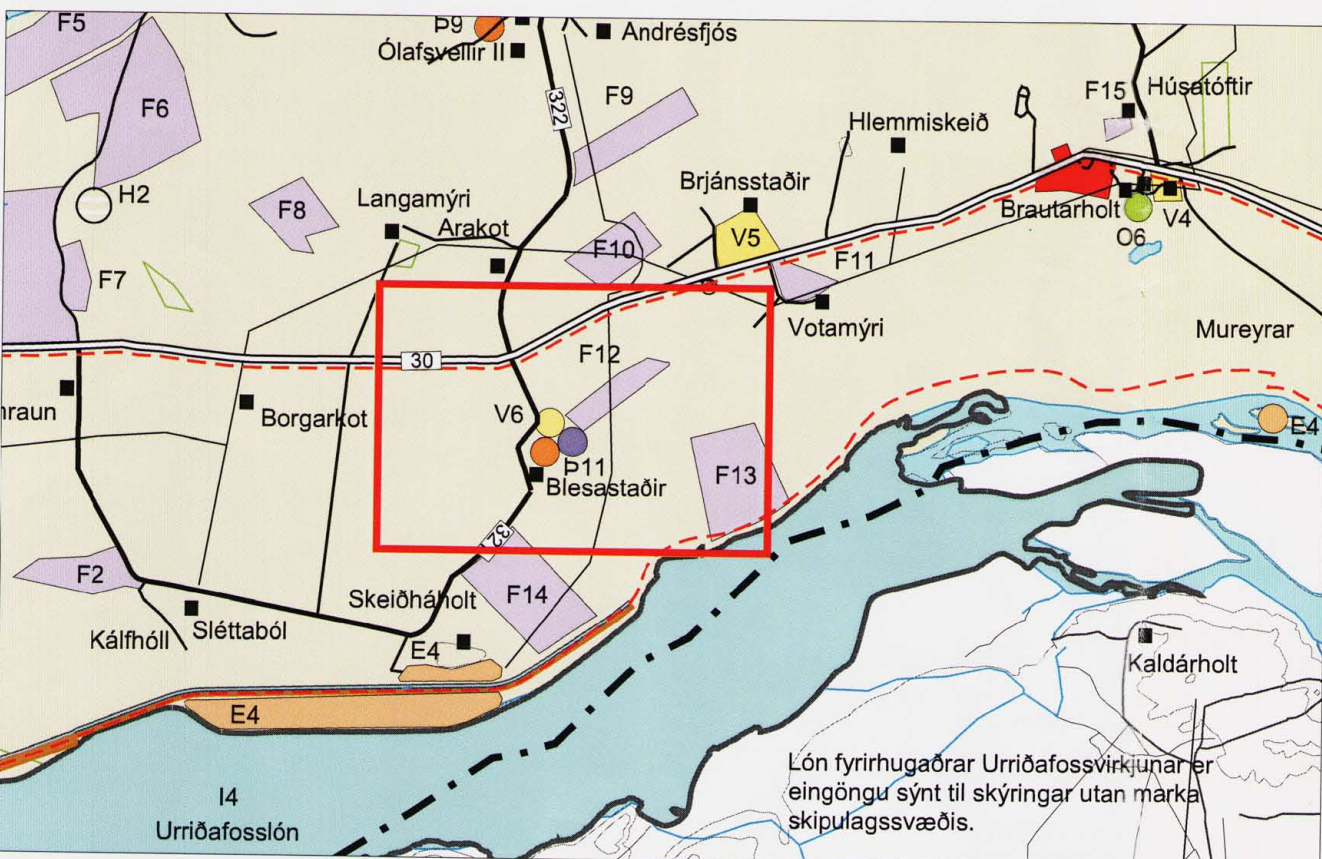 F5
Þ9
Ólafsvellir II
Andrésfjós
F6
322
F9
F15
Húsatóftir
Hlemmiskeið
H2
F8
Langamýri
Arakot
Brjánsstaðir
V5
Brautarholt
O6
V4
F7
F10
F11
Votamýri
Mureyrar
30
F12
hraun
Borgarkot
V6
Þ11
Blesastaðir
F13
E4
F2
Kálfhóll
Sléttaból
Skeiðháholt
F14
E4
Kaldárholt
E4
I4
Urriðafosslón
Lón fyrirhugaðrar Urriðafossvirkjunar er
eingöngu sýnt til skýringar utan marka
skipulagssvæðis.